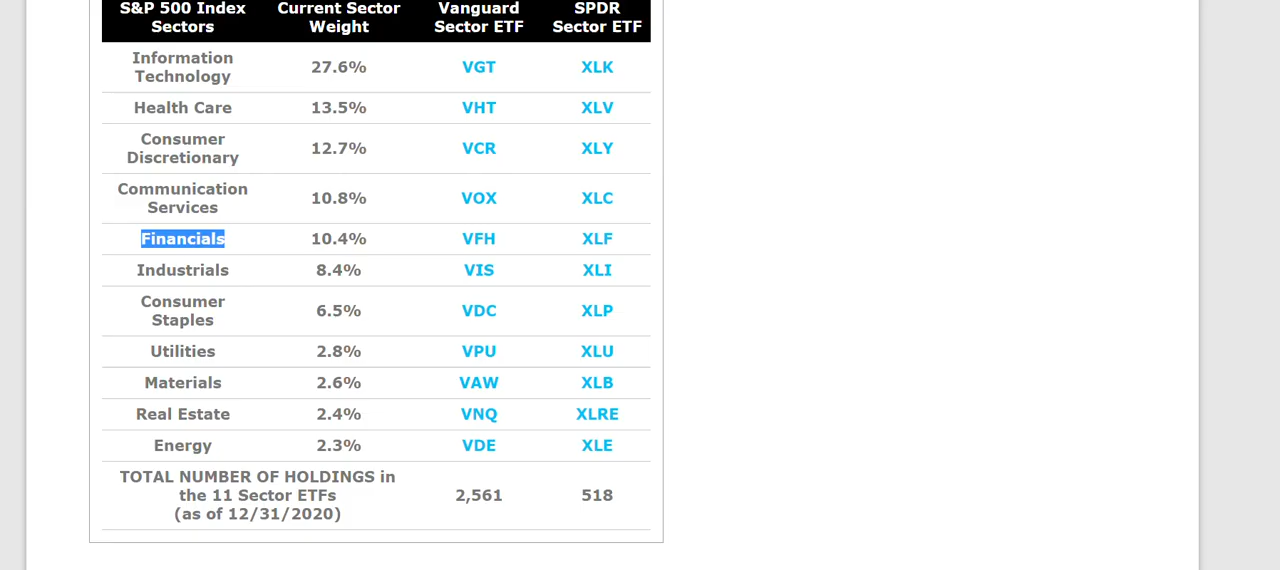 S&P 500 Index Sectors Current Sector Weight Vanguard Sector ETF SPDR Sector ETF
Information Technology 27.6% VGT XLK
Health Care 13.5% VHT XLV
Consumer Discretionary 12.7% VCR XLY
Communication Services 10.8% VOX XLC
Financials 10.4% VFH XLF
Industrials 8.4% VIS XLI
Consumer Staples 6.5% VDC XLP
Utilities 2.8% VPU XLU
Materials 2.6% VAW XLB
Real Estate 2.4% VNQ XLRE
Energy 2.3% VDE XLE
TOTAL NUMBER OF HOLDINGS in
the 11 Sector ETFs
(as of 12/31/2020) 2,561 518